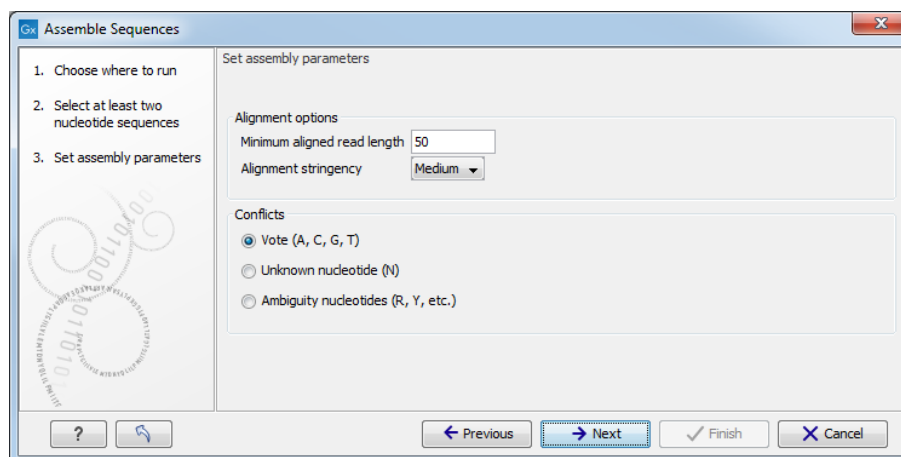 Gx Assemble Sequences
X
1. Choose where to run
2. Select at least two
nucleotide sequences
3. Set assembly parameters
Set assembly parameters
Alignment options
Minimum aligned read length 50
Alignment stringency Medium
Conflicts
Vote (A, C, G, T)
Unknown nucleotide (N)
Ambiguity nucleotides (R, Y, etc.)
? Previous Next Finish Cancel